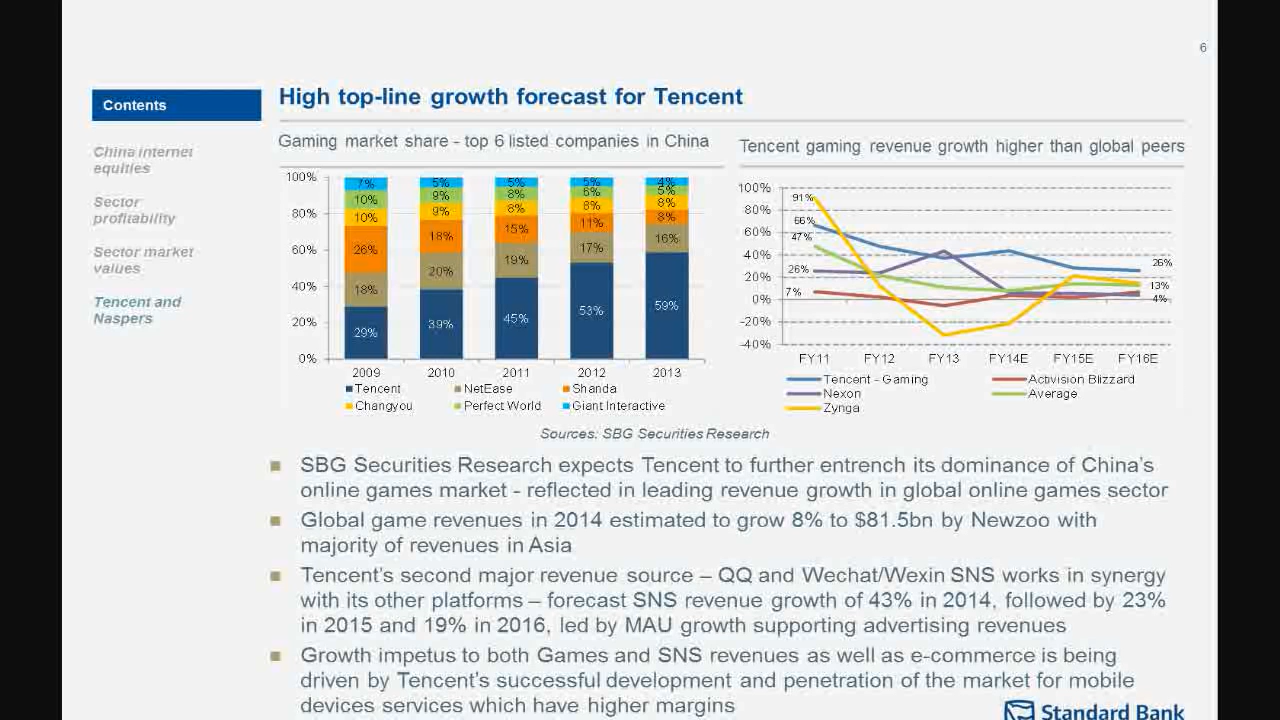 6
Contents
China internet
equities
Sector
profitability
Sector market
values
Tencent and
Naspers
High top-line growth forecast for Tencent
Gaming market share - top 6 listed companies in China
100%
80%
60%
40%
20%
0%
7% 5% 5% 5% 4%
10% 9% 8% 6% 5%
10% 9% 8% 8% 8%
26% 18% 15% 11% 8%
18% 20% 19% 17% 16%
29% 39% 45% 53% 59%
2009 2010 2011 2012 2013
Tencent NetEase Shanda
Changyou Perfect World Giant Interactive
Tencent gaming revenue growth higher than global peers
100%
80%
60%
40%
20%
0%
-20%
-40%
91%
66%
47%
26%
7%
26%
13%
4%
FY11 FY12 FY13 FY14E FY15E FY16E
Tencent - Gaming Activision Blizzard
Nexon Average
Zynga
Sources: SBG Securities Research
SBG Securities Research expects Tencent to further entrench its dominance of China's
online games market - reflected in leading revenue growth in global online games sector
Global game revenues in 2014 estimated to grow 8% to $81.5bn by Newzoo with
majority of revenues in Asia
Tencent's second major revenue source – QQ and Wechat/Wexin SNS works in synergy
with its other platforms – forecast SNS revenue growth of 43% in 2014, followed by 23%
in 2015 and 19% in 2016, led by MAU growth supporting advertising revenues
Growth impetus to both Games and SNS revenues as well as e-commerce is being
driven by Tencent's successful development and penetration of the market for mobile
devices services which have higher margins
Standard Bank